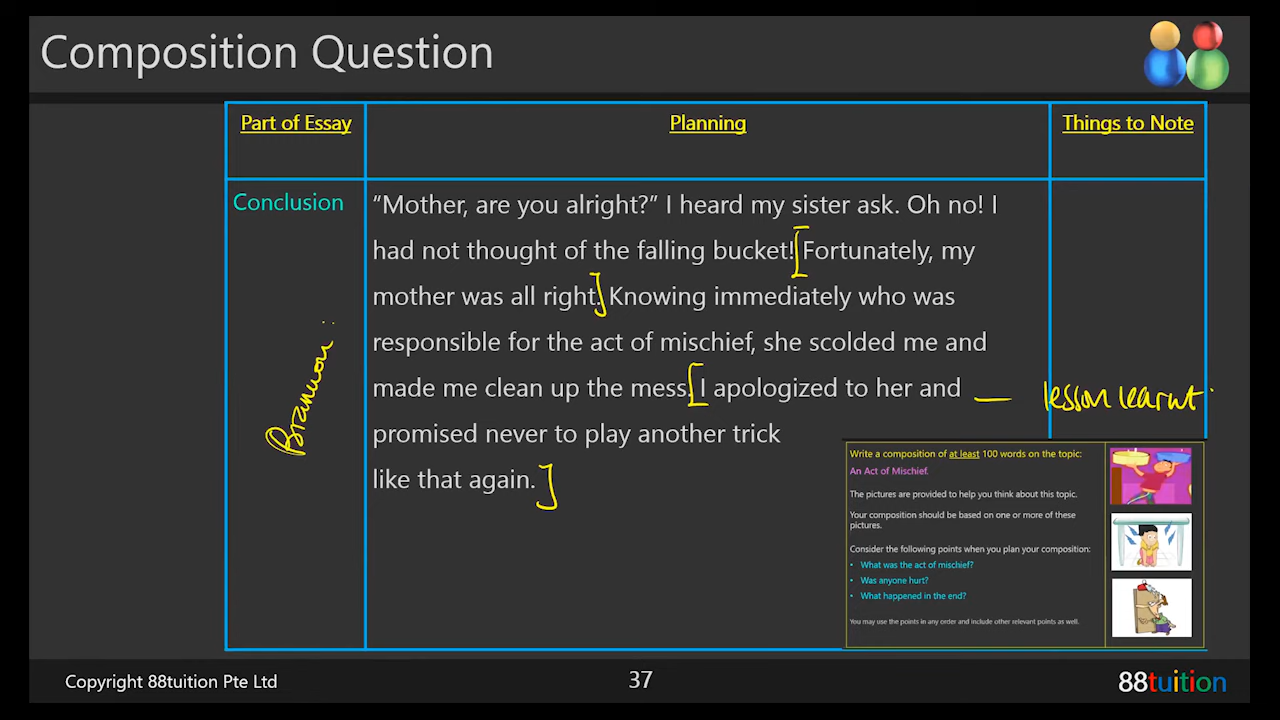 Composition Question
Part of Essay
Planning
Things to Note
Conclusion
“Mother, are you alright?” I heard my sister ask. Oh no! I
had not thought of the falling bucket! Fortunately, my
mother was all right. Knowing immediately who was
responsible for the act of mischief, she scolded me and
made me clean up the mess. I apologized to her and
promised never to play another trick
like that again.
lesson learnt
Write a composition of at least 100 words on the topic:
An Act of Mischief.
The pictures are provided to help you think about this topic.
Your composition should be based on one or more of these
pictures.
Consider the following points when you plan your composition:
• What was the act of mischief?
• Was anyone hurt?
• What happened in the end?
You may use the points in any order and include other relevant points as well.
Copyright 88tuition Pte Ltd
37
88tuition